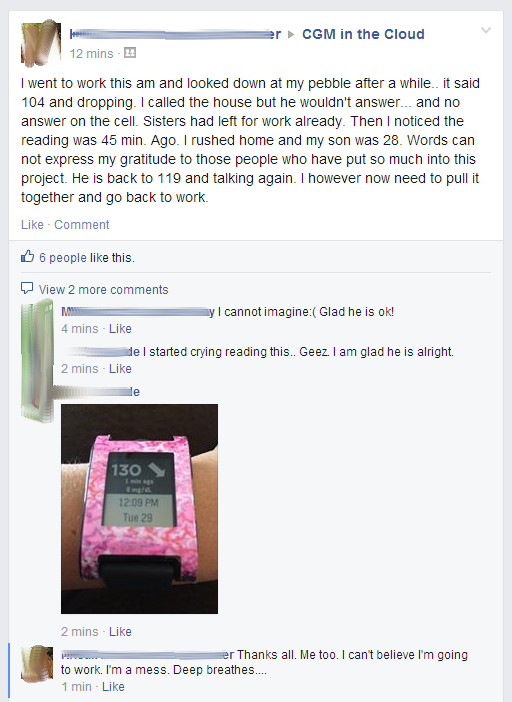 er ▸ CGM in the Cloud
12 mins ·
I went to work this am and looked down at my pebble after a while.. it said
104 and dropping. I called the house but he wouldn't answer... and no
answer on the cell. Sisters had left for work already. Then I noticed the
reading was 45 min. Ago. I rushed home and my son was 28. Words can
not express my gratitude to those people who have put so much into this
project. He is back to 119 and talking again. I however now need to pull it
together and go back to work.
Like · Comment
6 people like this.
View 2 more comments
y I cannot imagine:( Glad he is ok!
4 mins · Like
de I started crying reading this.. Geez. I am glad he is alright.
2 mins · Like
le
130
1 min ago
8 mg/dL
12:09 PM
Tue 29
2 mins · Like
er Thanks all. Me too. I can't believe I'm going
to work. I'm a mess. Deep breathes....
1 min · Like